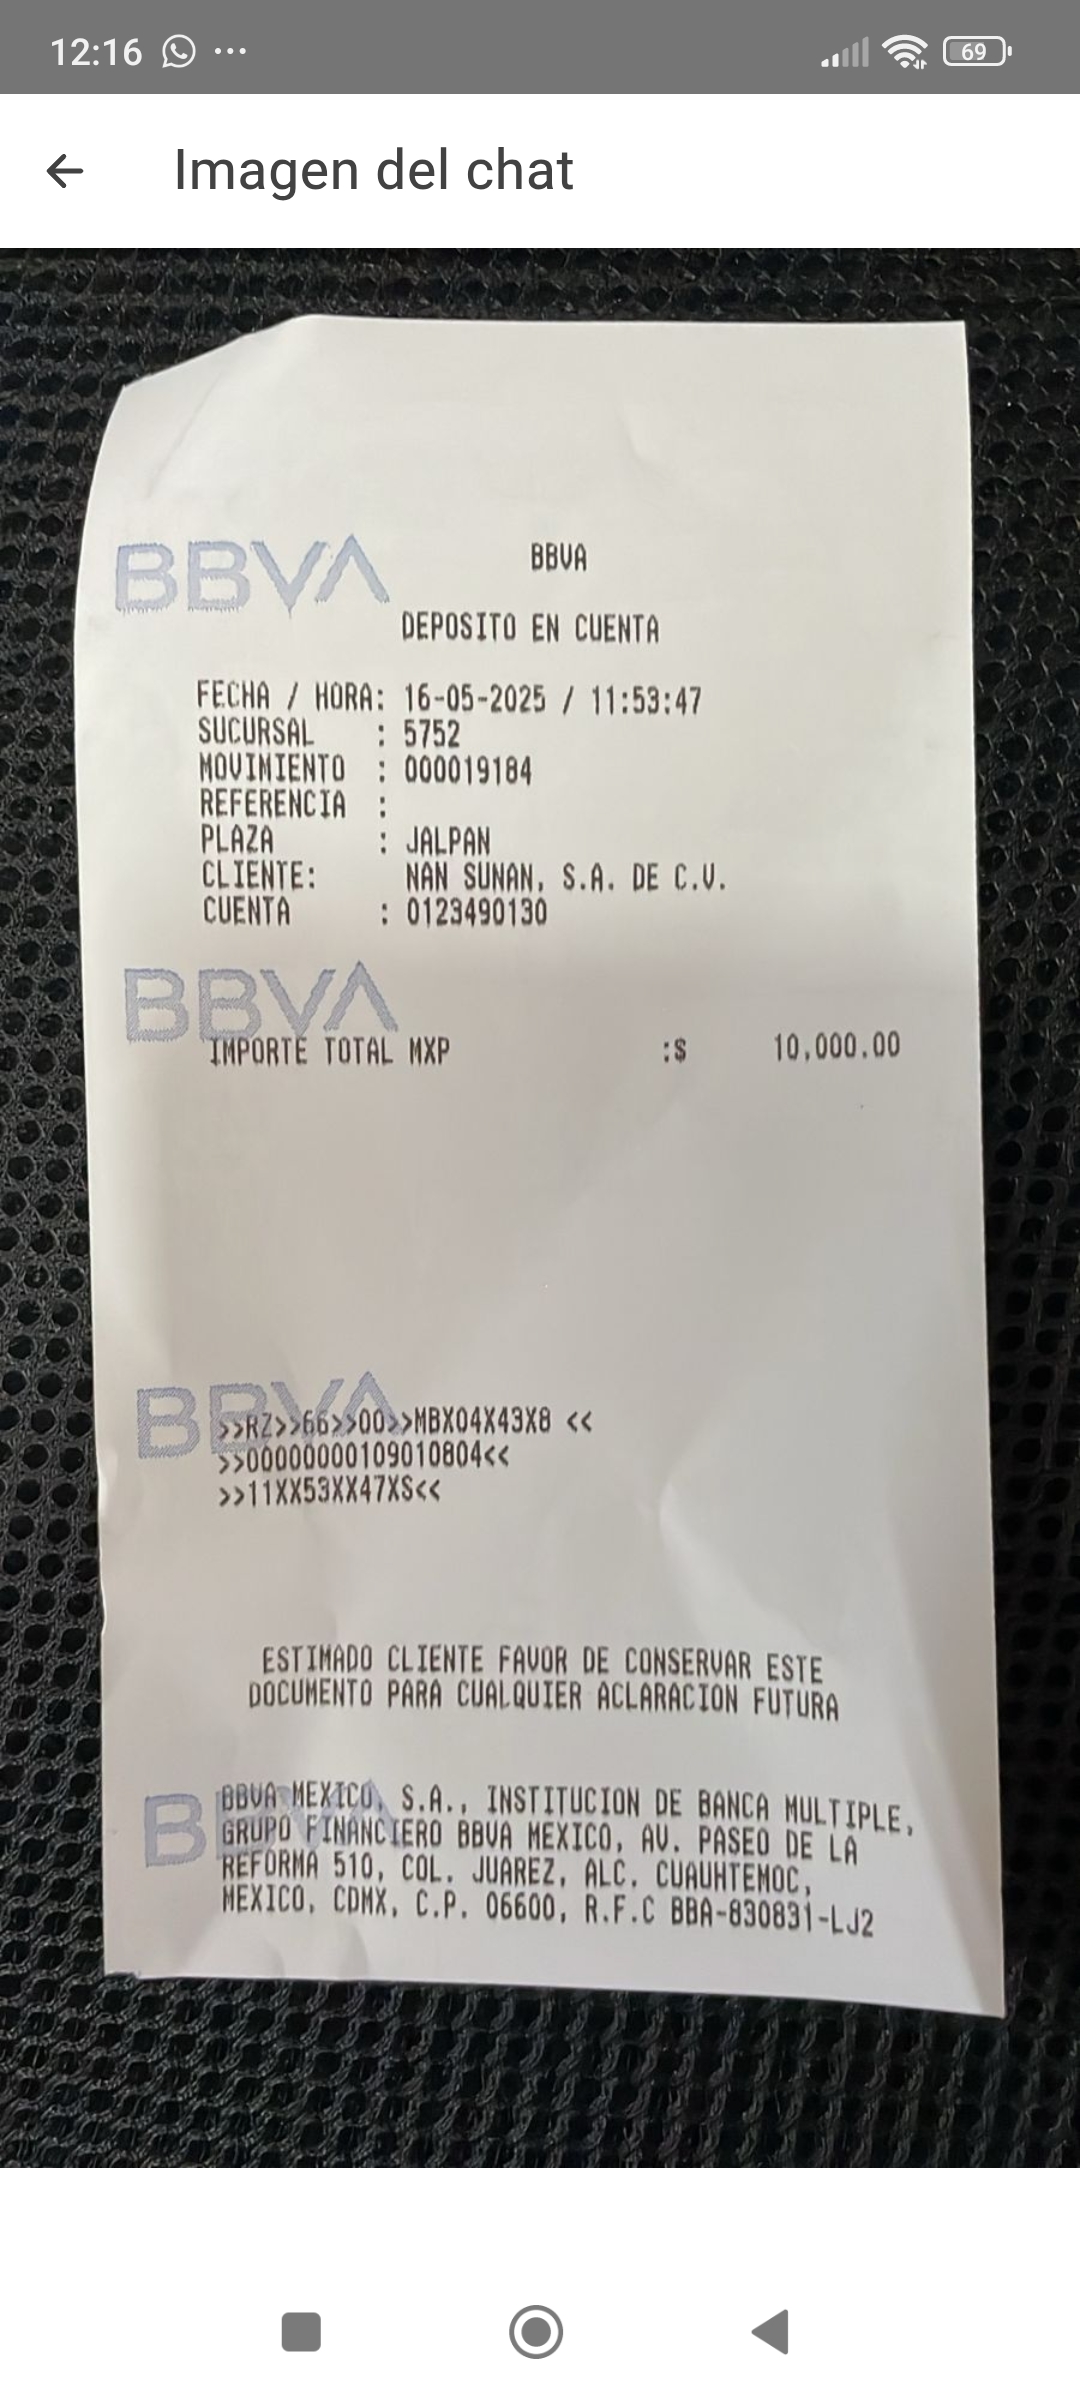 12:16 69
Imagen del chat
BBVA BBVA
DEPOSITO EN CUENTA
FECHA / HORA: 16-05-2025 / 11:53:47
SUCURSAL : 5752
MOVIMIENTO : 000019184
REFERENCIA :
PLAZA : JALPAN
CLIENTE: NAN SUNAN, S.A. DE C.V.
CUENTA : 0123490130
BBVA
IMPORTE TOTAL MXP :$ 10,000.00
BBVA
>>RZ>>66>>00>>MBX04X43X8 <<
>>00000000109010804<<
>>11XX53XX47XS<<
ESTIMADO CLIENTE FAVOR DE CONSERVAR ESTE
DOCUMENTO PARA CUALQUIER ACLARACION FUTURA
BBVA
BBVA MEXICO, S.A., INSTITUCION DE BANCA MULTIPLE,
GRUPO FINANCIERO BBVA MEXICO, AV. PASEO DE LA
REFORMA 510, COL. JUAREZ, ALC. CUAUHTEMOC,
MEXICO, CDMX, C.P. 06600, R.F.C BBA-830831-LJ2